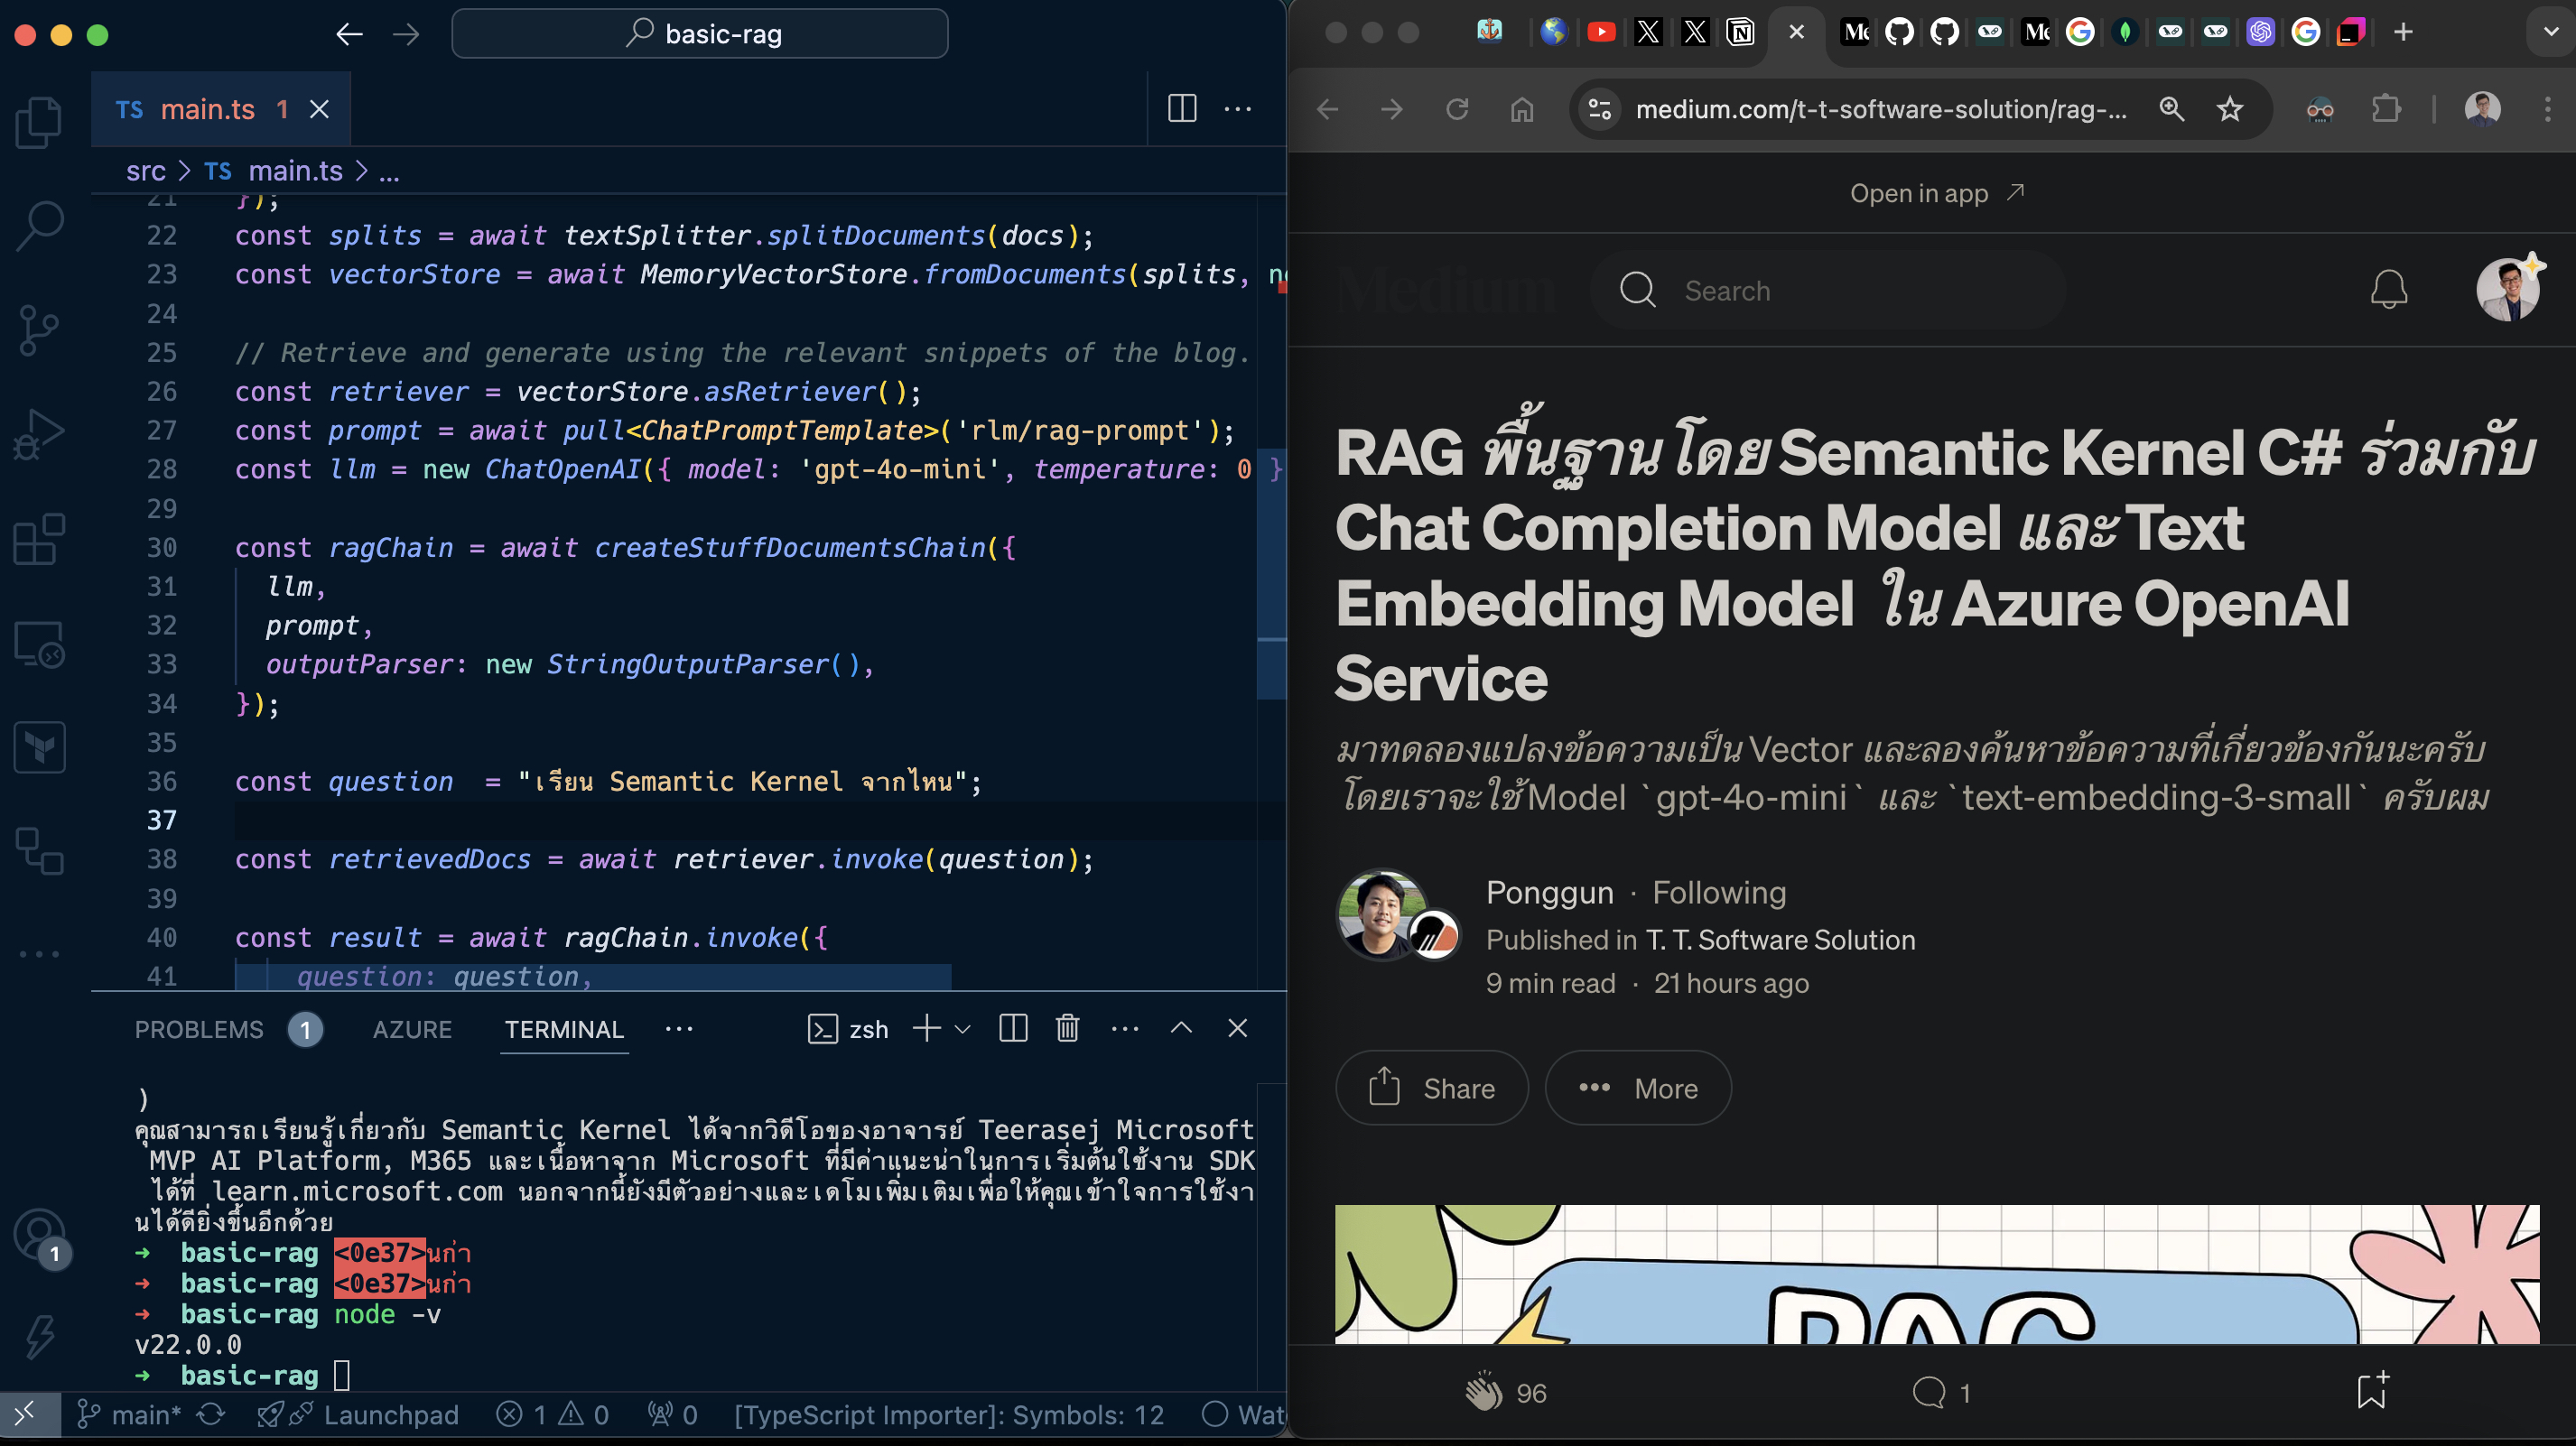 basic-rag
TS main.ts 1
src > TS main.ts > ...
21 });
22 const splits = await textSplitter.splitDocuments(docs);
23 const vectorStore = await MemoryVectorStore.fromDocuments(splits,
24
25 // Retrieve and generate using the relevant snippets of the blog.
26 const retriever = vectorStore.asRetriever();
27 const prompt = await pull<ChatPromptTemplate>('rlm/rag-prompt');
28 const llm = new ChatOpenAI({ model: 'gpt-4o-mini', temperature: 0 }
29
30 const ragChain = await createStuffDocumentsChain({
31 llm,
32 prompt,
33 outputParser: new StringOutputParser(),
34 });
35
36 const question  = "เรียน Semantic Kernel จากไหน";
37
38 const retrievedDocs = await retriever.invoke(question);
39
40 const result = await ragChain.invoke({
41 question: question,
PROBLEMS 1 AZURE TERMINAL ... zsh
)
คุณสามารถเรียนรู้เกี่ยวกับ Semantic Kernel ได้จากวิดีโอของอาจารย์ Teerasej Microsoft
MVP AI Platform, M365 และเนื้อหาจาก Microsoft ที่มีคำแนะนำในการเริ่มต้นใช้งาน SDK
ได้ที่ learn.microsoft.com นอกจากนี้ยังมีตัวอย่างและเดโมเพิ่มเติมเพื่อให้คุณเข้าใจการใช้งา
นได้ดียิ่งขึ้นอีกด้วย
➜ basic-rag <0e37>นก่า
➜ basic-rag <0e37>นก่า
➜ basic-rag node -v
v22.0.0
➜ basic-rag
1
main* Launchpad 1 0 0 [TypeScript Importer]: Symbols: 12
medium.com/t-t-software-solution/rag-...
Open in app
Medium Search
RAG พื้นฐานโดย Semantic Kernel C# ร่วมกับ
Chat Completion Model และ Text
Embedding Model ใน Azure OpenAI
Service
มาทดลองแปลงข้อความเป็น Vector และลองค้นหาข้อความที่เกี่ยวข้องกันนะครับ
โดยเราจะใช้ Model `gpt-4o-mini` และ `text-embedding-3-small` ครับผม
Ponggun · Following
Published in T. T. Software Solution
9 min read · 21 hours ago
Share More
RAG
96 1